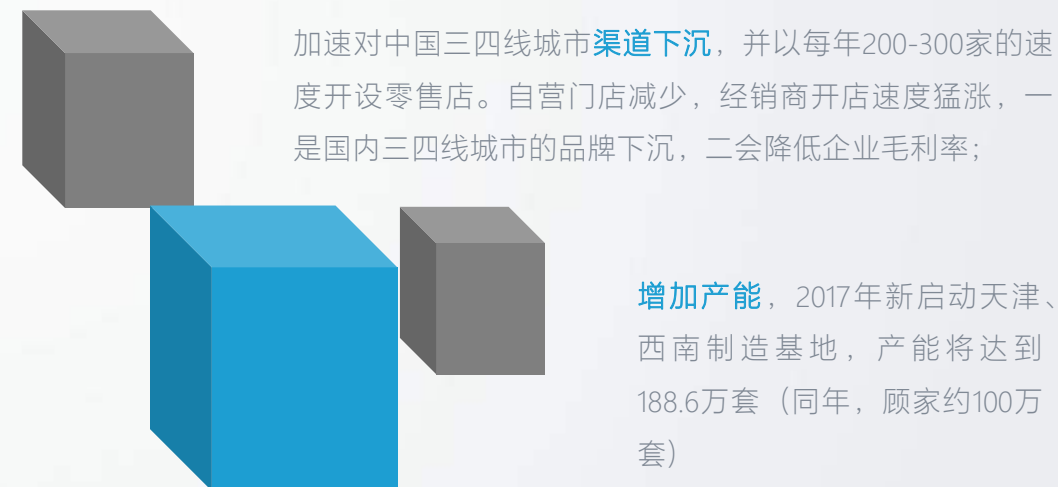 加速对中国三四线城市渠道下沉，并以每年200-300家的速
度开设零售店。自营门店减少，经销商开店速度猛涨，一
是国内三四线城市的品牌下沉，二会降低企业毛利率；
增加产能，2017年新启动天津、
西南制造基地，产能将达到
188.6万套（同年，顾家约100万
套）